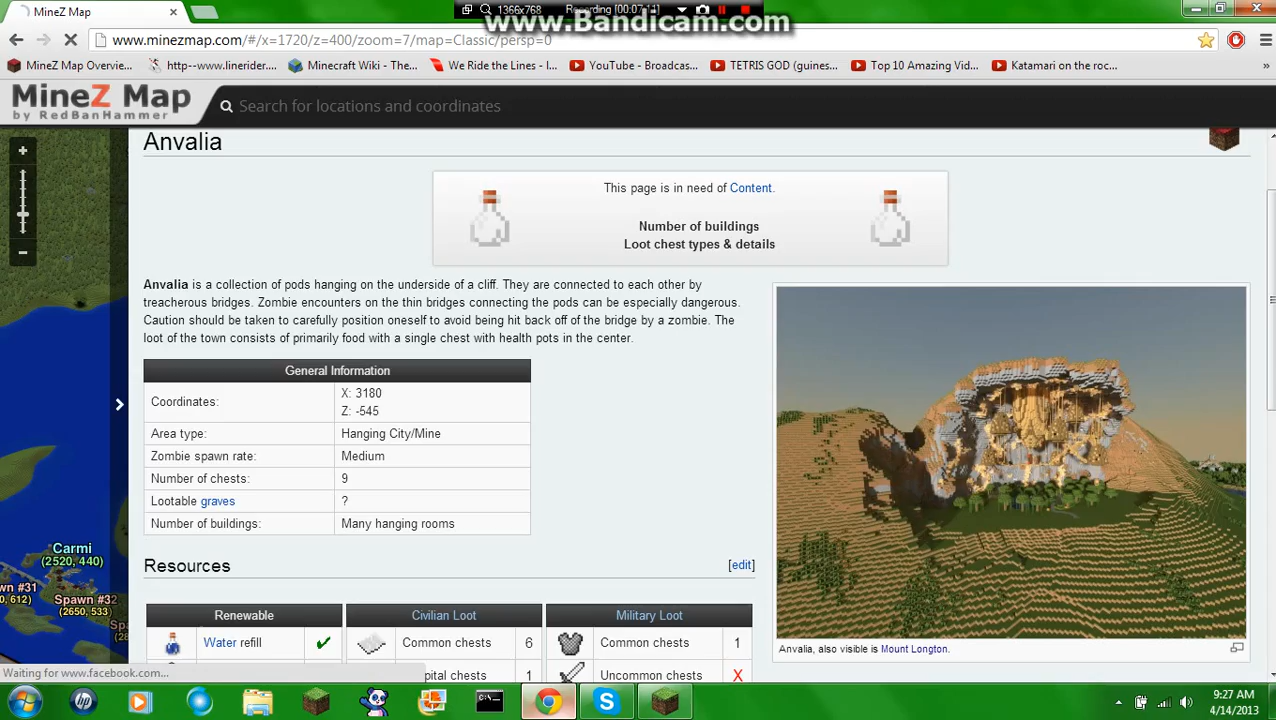 1366x768 Recording [00:07:11]
www.Bandicam.com
MineZ Map
www.minezmap.com/#/x=1720/z=400/zoom=7/map=Classic/persp=0
MineZ Map Overvie...
http--www.linerider....
Minecraft Wiki - The...
We Ride the Lines - I...
YouTube - Broadcas...
TETRIS GOD (guines...
Top 10 Amazing Vid...
Katamari on the roc...
»
MineZ Map
by RedBanHammer
Search for locations and coordinates
Anvalia
This page is in need of Content.
Number of buildings
Loot chest types & details
Anvalia is a collection of pods hanging on the underside of a cliff. They are connected to each other by
treacherous bridges. Zombie encounters on the thin bridges connecting the pods can be especially dangerous.
Caution should be taken to carefully position oneself to avoid being hit back off of the bridge by a zombie. The
loot of the town consists of primarily food with a single chest with health pots in the center.
General Information
Coordinates: X: 3180
Z: -545
Area type: Hanging City/Mine
Zombie spawn rate: Medium
Number of chests: 9
Lootable graves ?
Number of buildings: Many hanging rooms
Resources [edit]
Renewable Civilian Loot Military Loot
Water refill ✔ Common chests 6 Common chests 1
pital chests 1 Uncommon chests X
Anvalia, also visible is Mount Longton.
Carmi
(2520, 440)
wn #31
0, 612)
Spawn #32
(2650, 533)
Spa
(28
Waiting for www.facebook.com...
9:27 AM
4/14/2013